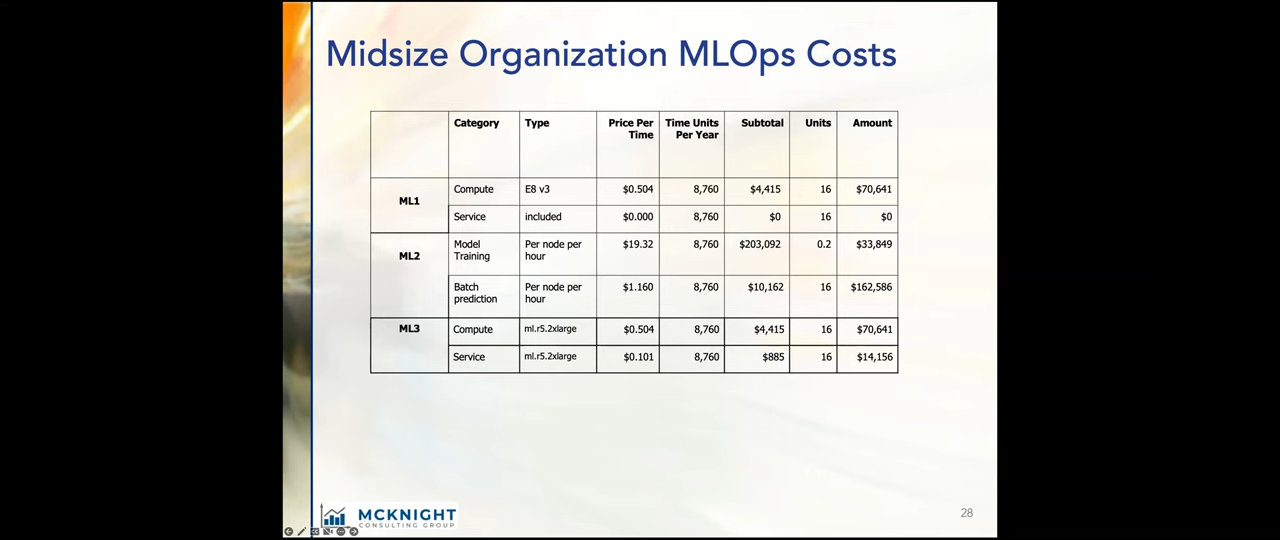 Midsize Organization MLOps Costs
Category Type Price Per Time Time Units Per Year Subtotal Units Amount
ML1 Compute E8 v3 $0.504 8,760 $4,415 16 $70,641
Service included $0.000 8,760 $0 16 $0
ML2 Model Training Per node per hour $19.32 8,760 $203,092 0.2 $33,849
Batch prediction Per node per hour $1.160 8,760 $10,162 16 $162,586
ML3 Compute ml.r5.2xlarge $0.504 8,760 $4,415 16 $70,641
Service ml.r5.2xlarge $0.101 8,760 $885 16 $14,156
MCKNIGHT
CONSULTING GROUP
28